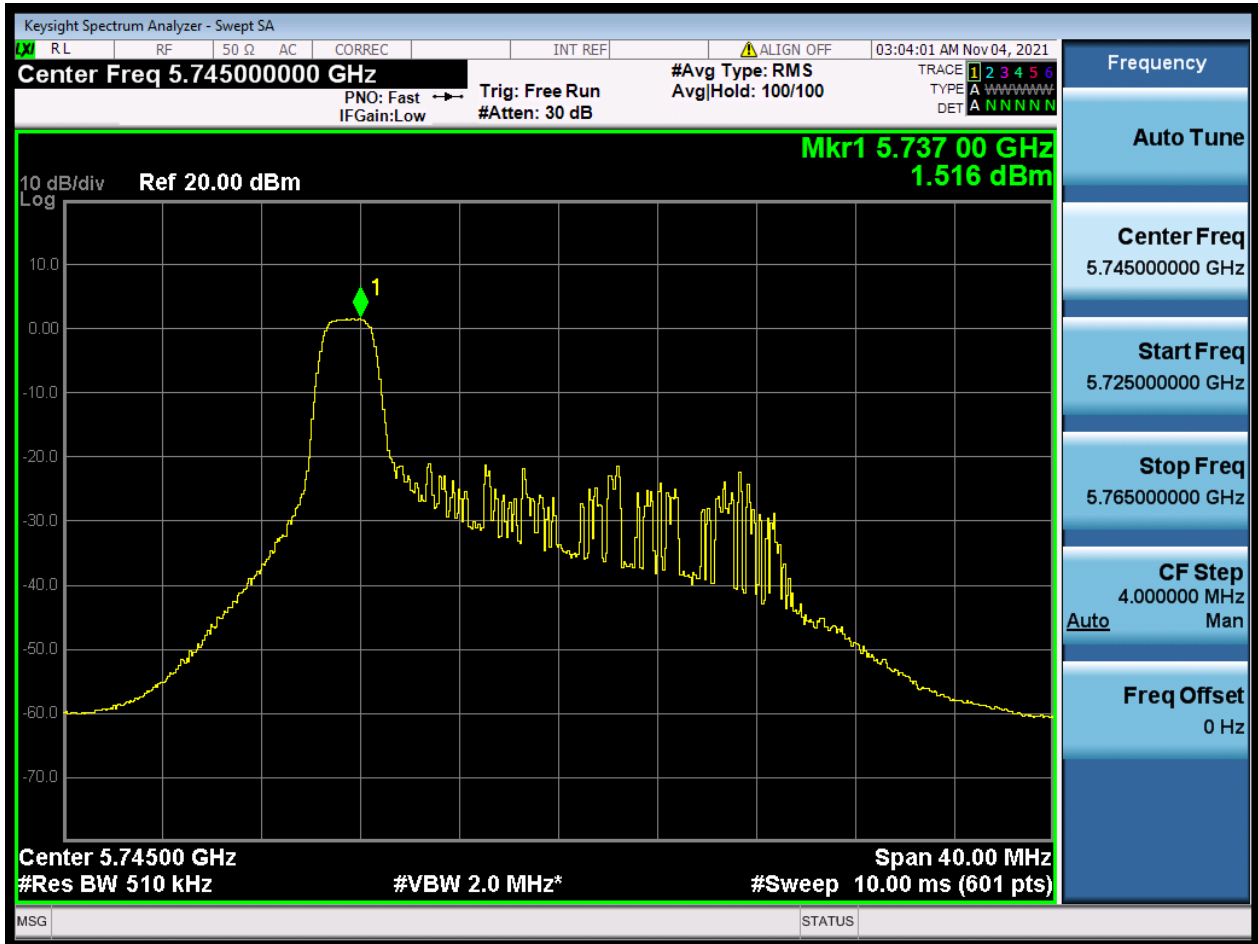 Keysight Spectrum Analyzer - Swept SA
LXI RL RF 50 Ω AC CORREC INT REF ALIGN OFF 03:04:01 AM Nov 04, 2021
Center Freq 5.745000000 GHz
PNO: Fast
IFGain:Low
Trig: Free Run
#Atten: 30 dB
#Avg Type: RMS
Avg|Hold: 100/100
TRACE 1 2 3 4 5 6
TYPE A WWWWWW
DET A N N N N N
Mkr1 5.737 00 GHz
1.516 dBm
10 dB/div Ref 20.00 dBm
Log
10.0
0.00
-10.0
-20.0
-30.0
-40.0
-50.0
-60.0
-70.0
1
Center 5.74500 GHz
Span 40.00 MHz
#Res BW 510 kHz
#VBW 2.0 MHz*
#Sweep 10.00 ms (601 pts)
MSG
STATUS
Frequency
Auto Tune
Center Freq
5.745000000 GHz
Start Freq
5.725000000 GHz
Stop Freq
5.765000000 GHz
CF Step
4.000000 MHz
Auto Man
Freq Offset
0 Hz